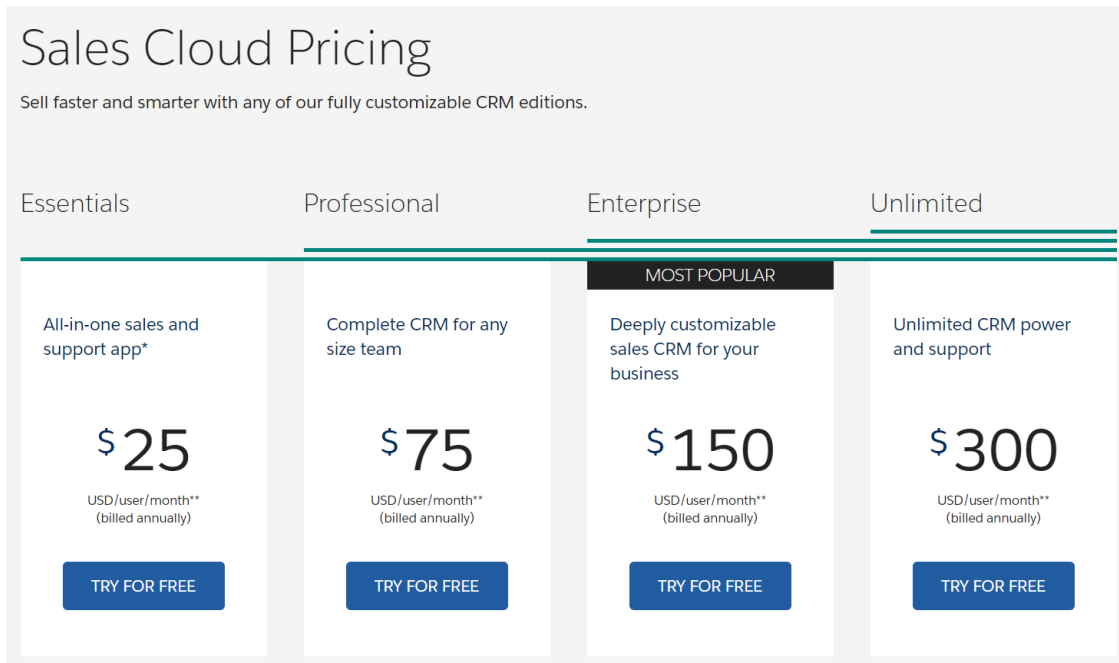 Sales Cloud Pricing
Sell faster and smarter with any of our fully customizable CRM editions.
Essentials
Professional
Enterprise
Unlimited
All-in-one sales and
support app*
$25
USD/user/month**
(billed annually)
TRY FOR FREE
Complete CRM for any
size team
$75
USD/user/month**
(billed annually)
TRY FOR FREE
MOST POPULAR
Deeply customizable
sales CRM for your
business
$150
USD/user/month**
(billed annually)
TRY FOR FREE
Unlimited CRM power
and support
$300
USD/user/month**
(billed annually)
TRY FOR FREE